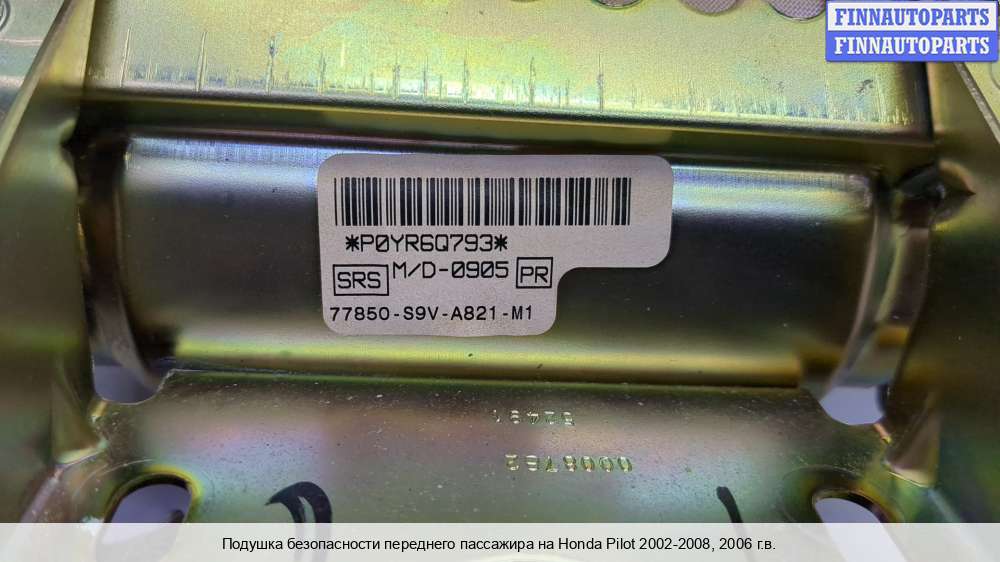 FINNAUTOPARTS
FINNAUTOPARTS
*P0YR6Q793*
SRS M/D-0905 PR
77850-S9V-A821-M1
Подушка безопасности переднего пассажира на Honda Pilot 2002-2008, 2006 г.в.